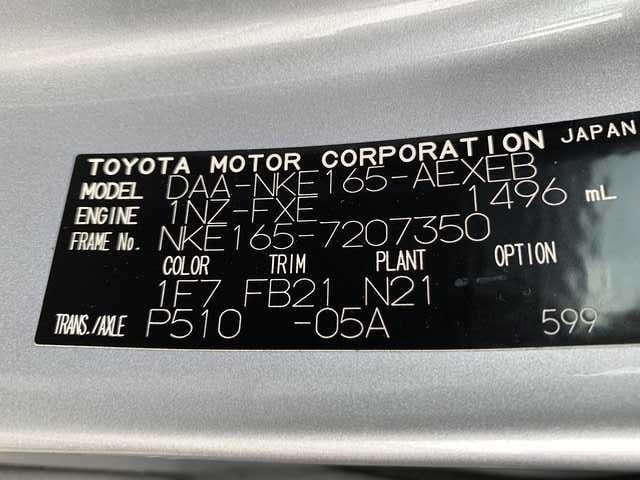 TOYOTA MOTOR CORPORATION JAPAN
MODEL DAA-NKE165-AEXEB
ENGINE 1NZ-FXE 1496 mL
FRAME No. NKE165-7207350
COLOR TRIM PLANT OPTION
1F7 FB21 N21
TRANS./AXLE P510 -05A 599